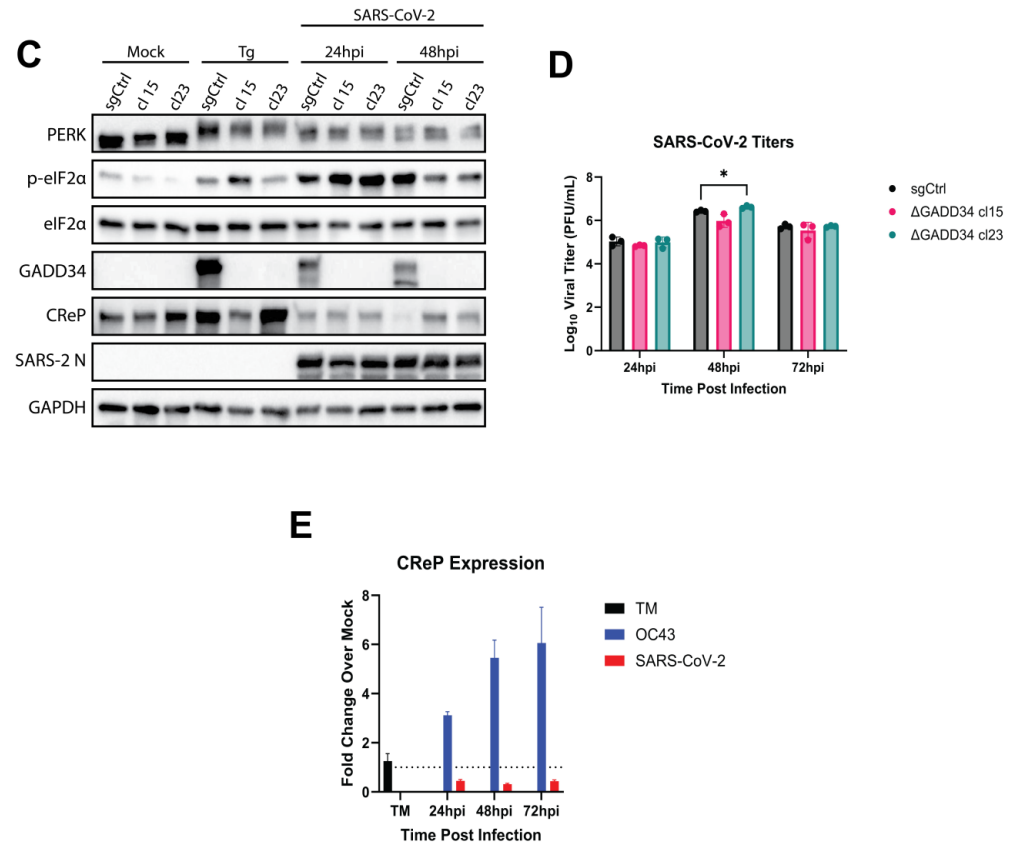 C
SARS-CoV-2
Mock Tg 24hpi 48hpi
sgCtrl cl 15 cl23 sgCtrl cl 15 cl23 sgCtrl cl 15 cl23 sgCtrl cl 15 cl23
PERK
p-eIF2α
eIF2α
GADD34
CReP
SARS-2 N
GAPDH
D
SARS-CoV-2 Titers
Log₁₀ Viral Titer (PFU/mL)
8
6
4
2
0
*
24hpi 48hpi 72hpi
Time Post Infection
sgCtrl
ΔGADD34 cl15
ΔGADD34 cl23
E
CReP Expression
Fold Change Over Mock
8
6
4
2
0
TM 24hpi 48hpi 72hpi
Time Post Infection
TM
OC43
SARS-CoV-2